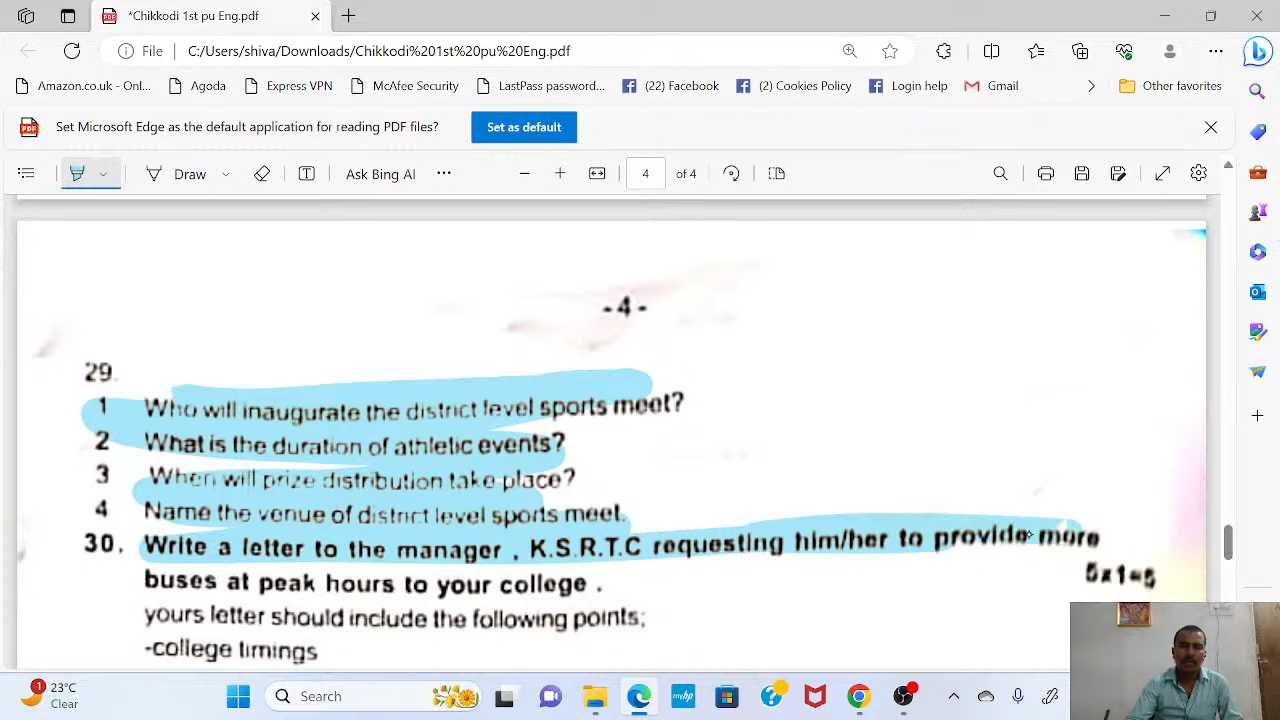 *Chikkodi 1st pu Eng.pdf
File C:/Users/shiva/Downloads/Chikkodi%201st%20pu%20Eng.pdf
Amazon.co.uk - Onl... Agoda Express VPN McAfee Security LastPass password... (22) Facebook (2) Cookies Policy Login help Gmail Other favorites
Set Microsoft Edge as the default application for reading PDF files? Set as default
Draw Ask Bing AI 4 of 4
-4-
29.
1 Who will inaugurate the district level sports meet?
2 What is the duration of athletic events?
3 When will prize distribution take place?
4 Name the venue of district level sports meet.
30. Write a letter to the manager , K.S.R.T.C requesting him/her to provide more
buses at peak hours to your college .
5x1=5
yours letter should include the following points;
-college timings
1 23°C
Clear
Search